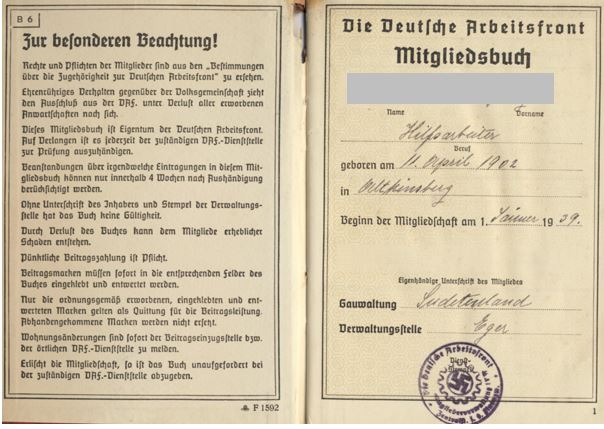 B 6
Zur besonderen Beachtung!
Rechte und Pflichten der Mitglieder sind aus den „Bestimmungen
über die Zugehörigkeit zur Deutschen Arbeitsfront" zu ersehen.
Ehrenrühriges Verhalten gegenüber der Volksgemeinschaft zieht
den Ausschluß aus der DAF. unter Verlust aller erworbenen
Anwartschaften nach sich.
Dieses Mitgliedsbuch ist Eigentum der Deutschen Arbeitsfront.
Auf Verlangen ist es jederzeit der zuständigen DAF.-Dienststelle
zur Prüfung auszuhändigen.
Beanstandungen über irgendwelche Eintragungen in diesem Mit-
gliedsbuch können nur innerhalb 4 Wochen nach Aushändigung
berücksichtigt werden.
Ohne Unterschrift des Inhabers und Stempel der Verwaltungs-
stelle hat das Buch keine Gültigkeit.
Durch Verlust des Buches kann dem Mitgliede erheblicher
Schaden entstehen.
Pünktliche Beitragszahlung ist Pflicht.
Beitragsmarken müssen sofort in die entsprechenden Felder des
Buches eingeklebt und entwertet werden.
Nur die ordnungsgemäß erworbenen, eingeklebten und ent-
werteten Marken gelten als Quittung für die Beitragsleistung.
Abhandengekommene Marken werden nicht ersetzt.
Wohnungsänderungen sind sofort der Beitragseinzugsstelle bzw.
der örtlichen DAF.-Dienststelle zu melden.
Erlischt die Mitgliedschaft, so ist das Buch unaufgefordert bei
der zuständigen DAF.-Dienststelle abzugeben.
F 1592
Die Deutsche Arbeitsfront
Mitgliedsbuch
Name Vorname
Hilfsarbeiter
Beruf
geboren am 11. April 1902
in Altkinsberg
Beginn der Mitgliedschaft am 1. Jänner 1939.
Eigenhändige Unterschrift des Mitgliedes
Gauwaltung Sudetenland
Verwaltungsstelle Eger
Die Deutsche Arbeitsfront
1